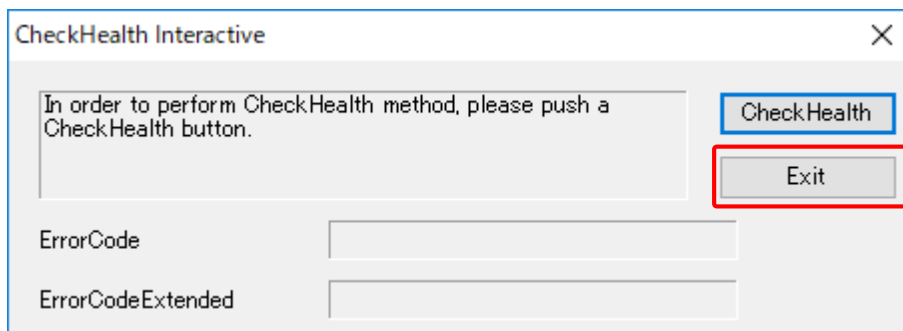 CheckHealth Interactive
In order to perform CheckHealth method, please push a
CheckHealth button.
CheckHealth
Exit
ErrorCode
ErrorCodeExtended